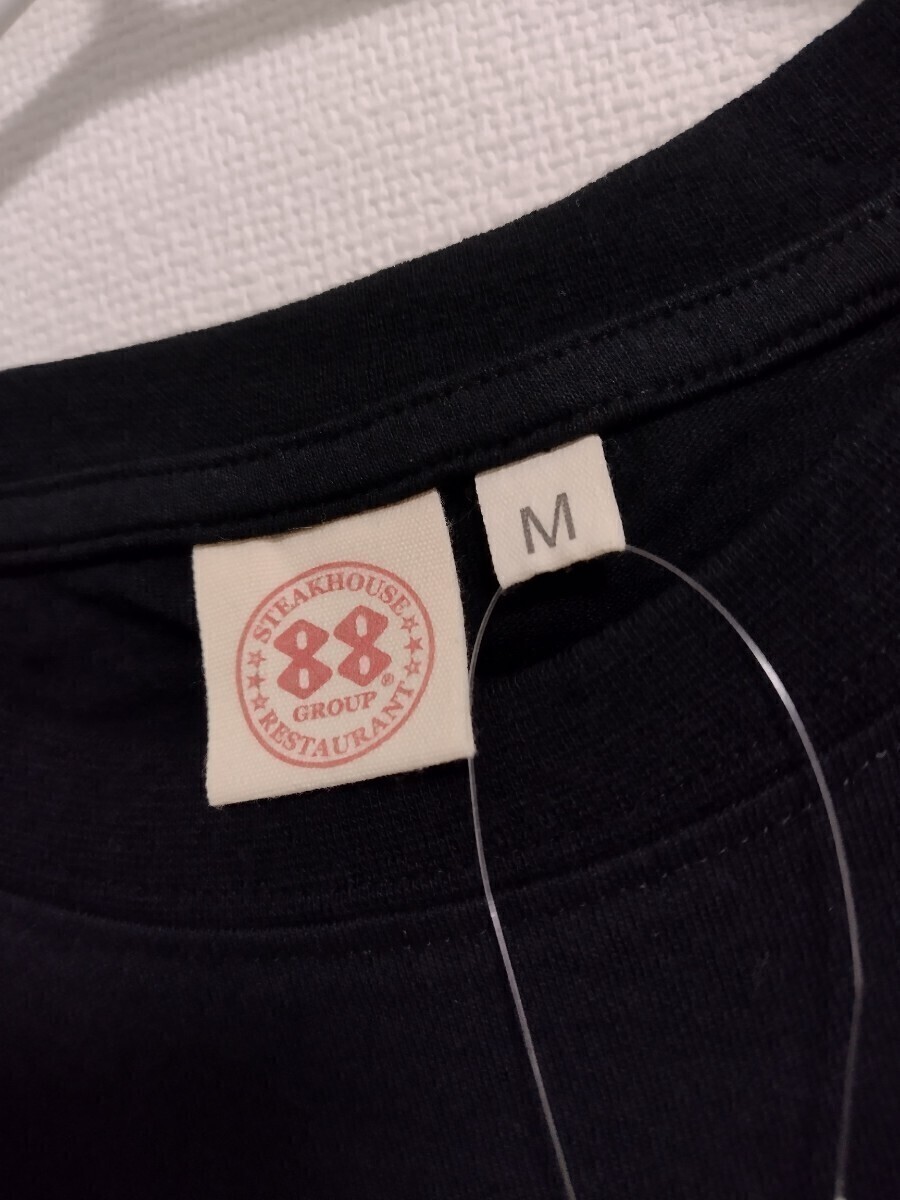 STEAKHOUSE
88
GROUP®
RESTAURANT
M